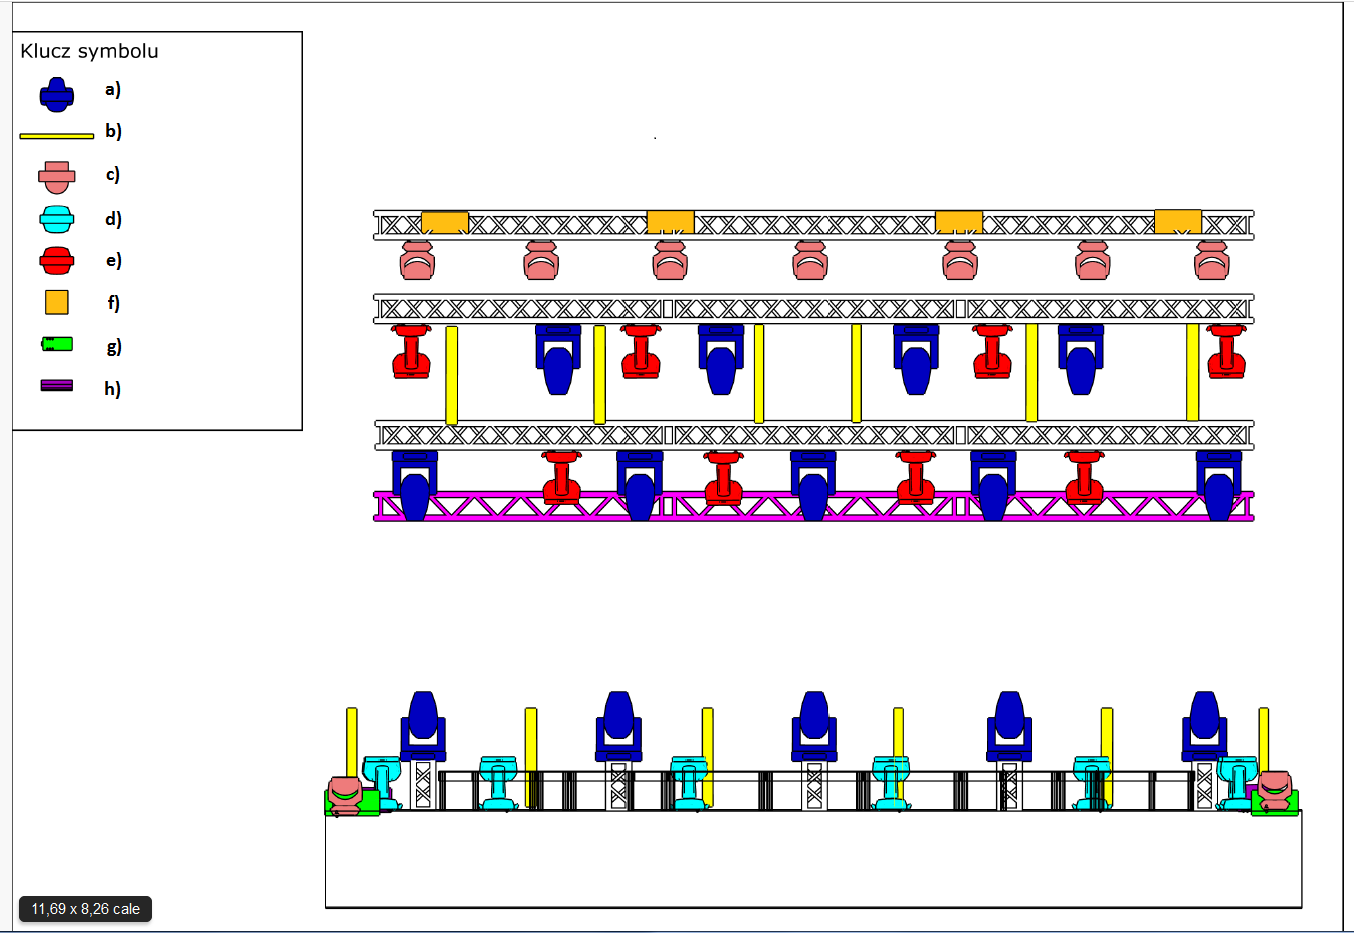 Klucz symbolu
a)
b)
c)
d)
e)
f)
g)
h)
11,69 x 8,26 cale